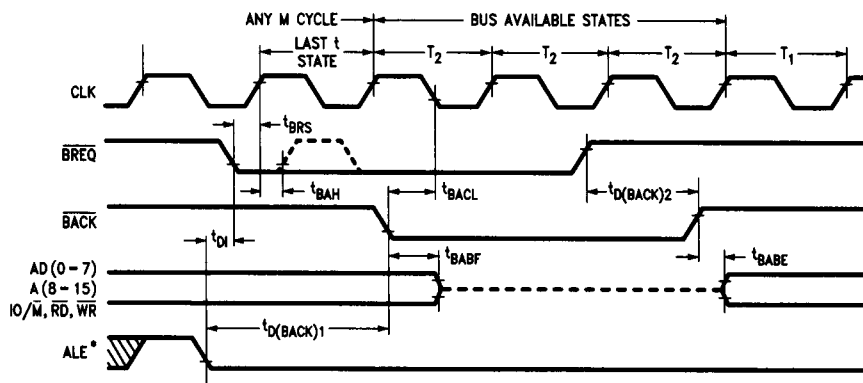 ANY M CYCLE BUS AVAILABLE STATES
LAST t STATE T2 T2 T2 T1
CLK
tBRS
BREQ
tBAH tBACL tD(BACK)2
BACK
tDI tBABF tBABE
AD (0-7)
A (8-15)
IO/M, RD, WR
tD(BACK)1
ALE*